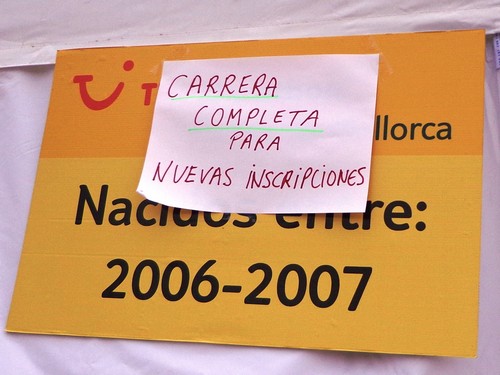 T
llorca
CARRERA
COMPLETA
PARA
NUEVAS INSCRIPCIONES
Nacidos entre:
2006-2007